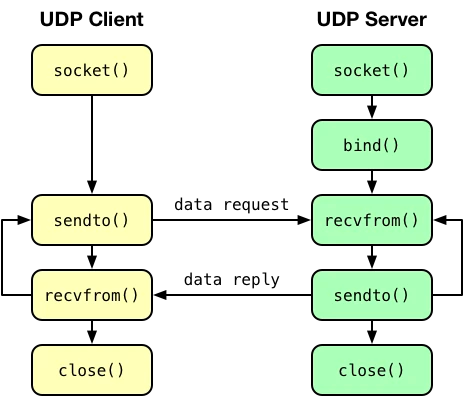 UDP Client
UDP Server
socket()
socket()
bind()
sendto()
data request
recvfrom()
recvfrom()
data reply
sendto()
close()
close()